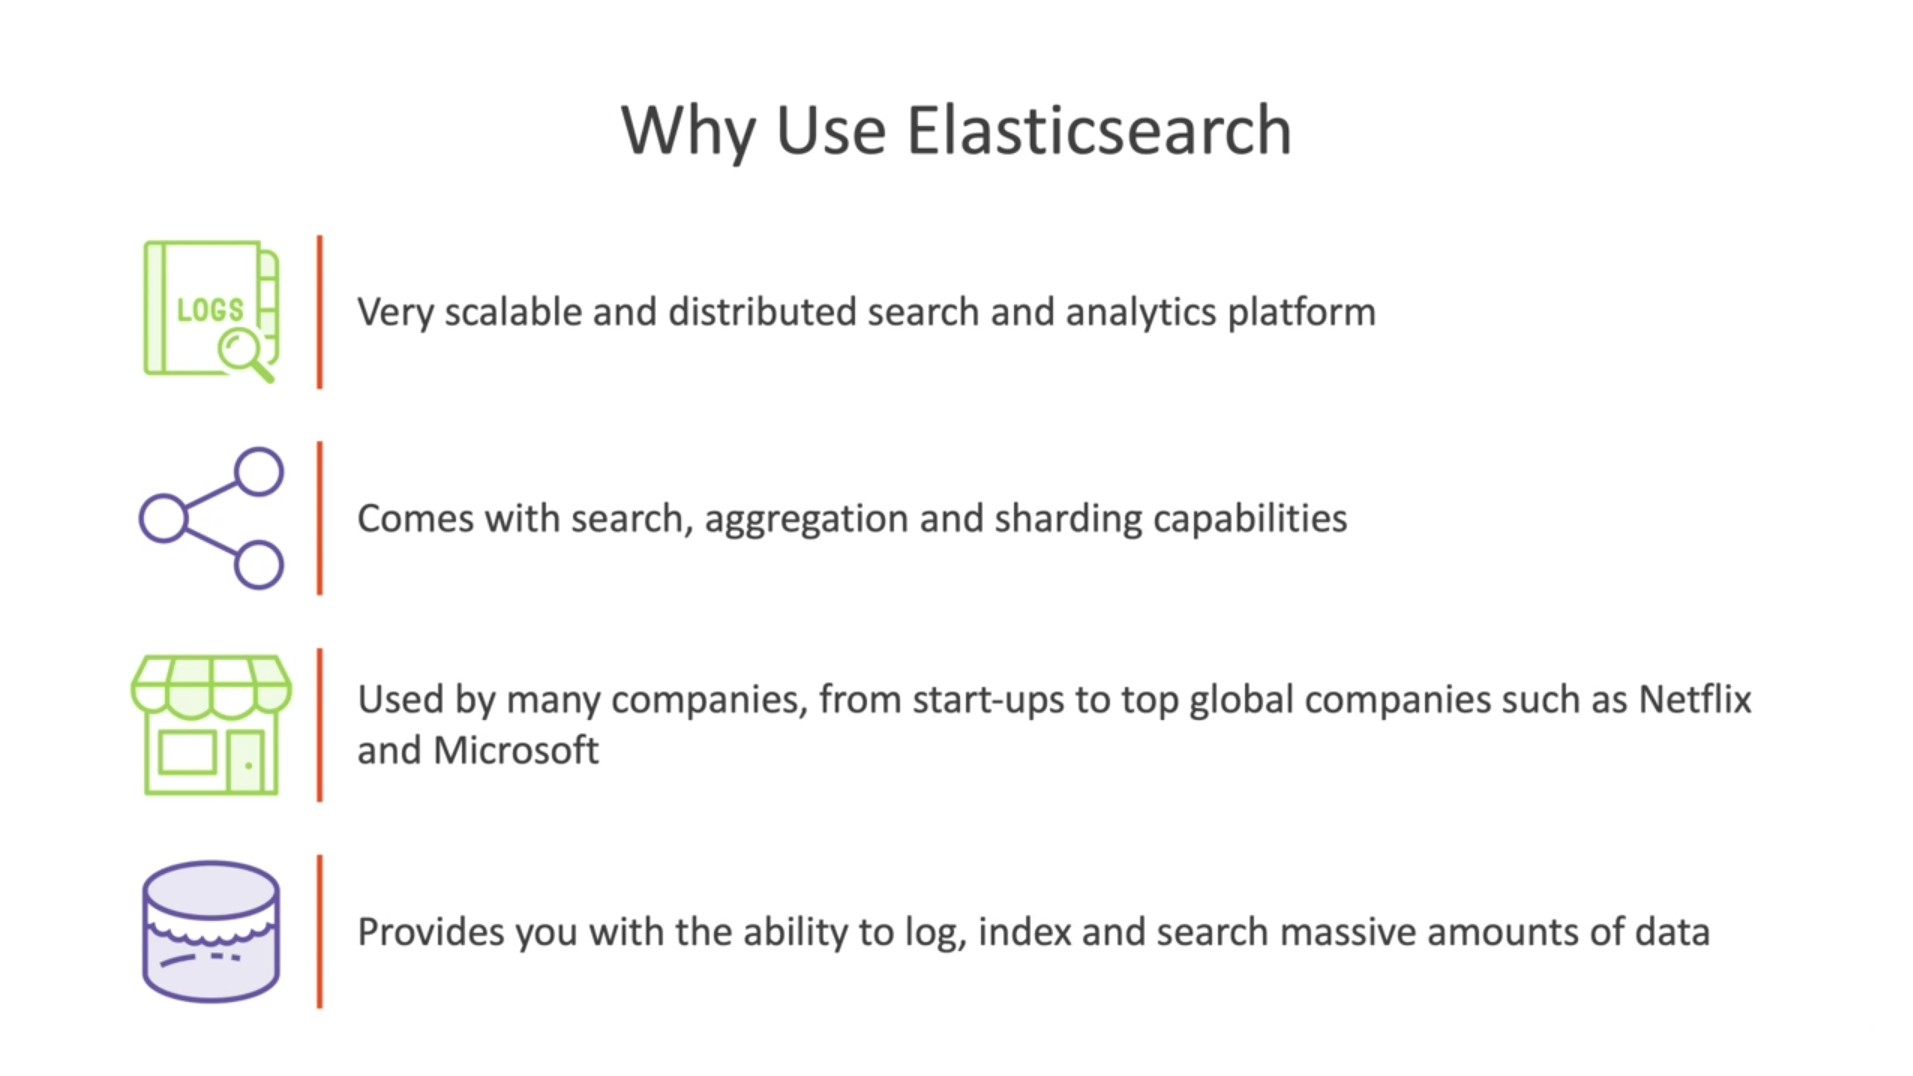 Why Use Elasticsearch
LOGS
Very scalable and distributed search and analytics platform
Comes with search, aggregation and sharding capabilities
Used by many companies, from start-ups to top global companies such as Netflix
and Microsoft
Provides you with the ability to log, index and search massive amounts of data